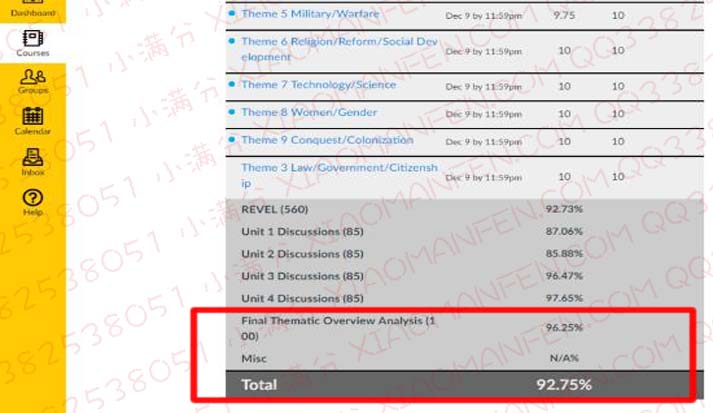 Dashboard
Courses
Groups
Calendar
Inbox
Help
Theme 5 Military/Warfare Dec 9 by 11:59pm 9.75 10
Theme 6 Religion/Reform/Social Dev
elopment Dec 9 by 11:59pm 10 10
Theme 7 Technology/Science Dec 9 by 11:59pm 10 10
Theme 8 Women/Gender Dec 9 by 11:59pm 10 10
Theme 9 Conquest/Colonization Dec 9 by 11:59pm 10 10
Theme 3 Law/Government/Citizensh
ip Dec 9 by 11:59pm 10 10
REVEL (560) 92.73%
Unit 1 Discussions (85) 87.06%
Unit 2 Discussions (85) 85.88%
Unit 3 Discussions (85) 96.47%
Unit 4 Discussions (85) 97.65%
Final Thematic Overview Analysis (1
00) 96.25%
Misc N/A%
Total 92.75%
小满分 XIAOMANFEN.COM QQ3382538051